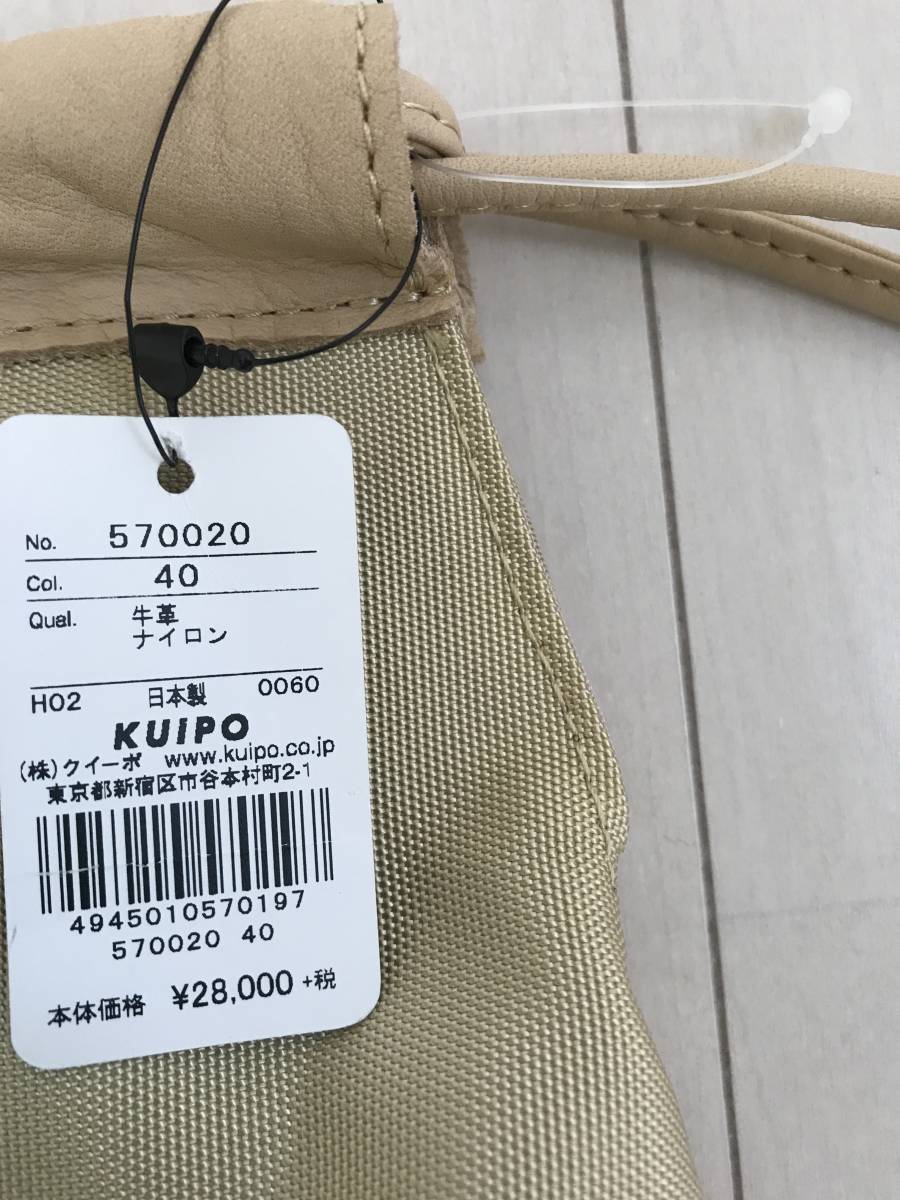 No. 570020
Col. 40
Qual. 牛革
ナイロン
H02 日本製 0060
KUIPO
(株)クイーポ www.kuipo.co.jp
東京都新宿区市谷本村町2-1
4945010570197
570020 40
本体価格 ¥28,000 +税